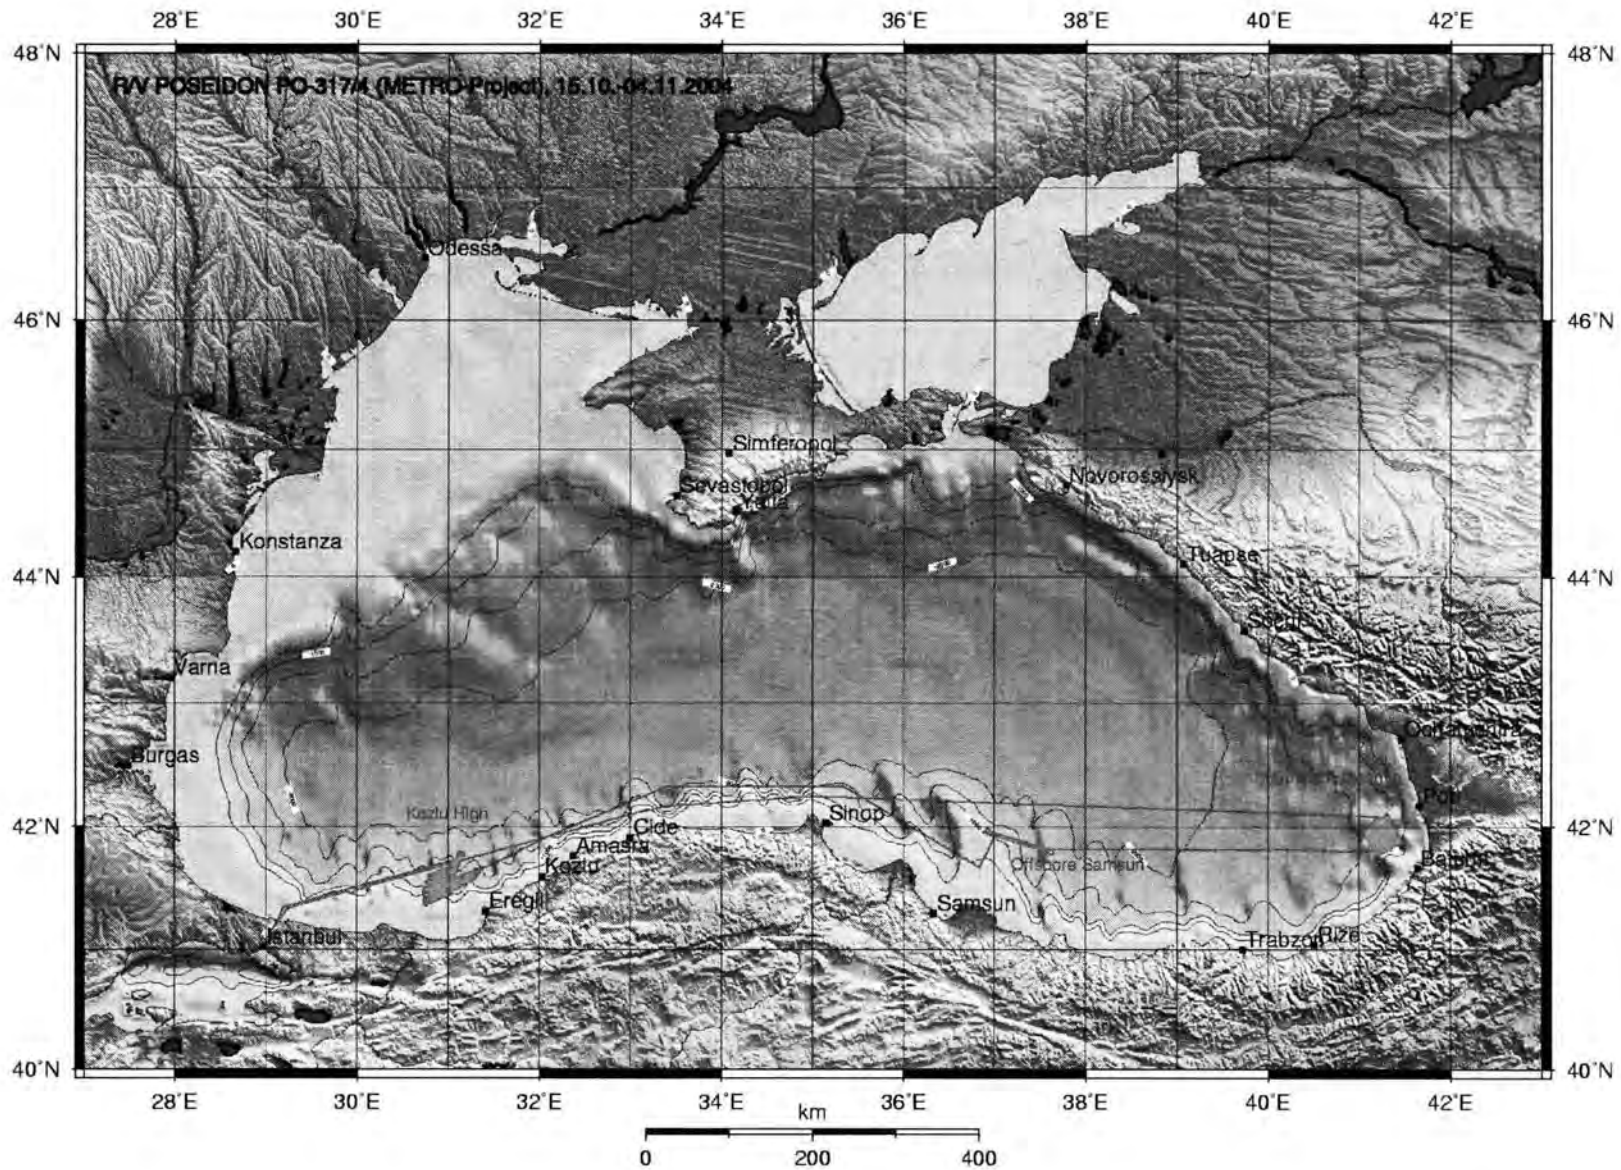 28°E 30°E 32°E 34°E 36°E 38°E 40°E 42°E
48°N 48°N
R/V POSEIDON PO-317/4 (METRO-Project), 15.10.-04.11.2004
Odessa
46°N 46°N
Simferopol
Sevastopol
Yalta
Novorossiysk
Konstanza
Tuapse
44°N 44°N
Sochi
Varna
Burgas
Poti
Kozlu High
42°N 42°N
Sinop
Cide
Amasra
Kozlu
Offshore Samsun
Batumi
Eregli
Samsun
Istanbul
Trabzon
Rize
40°N 40°N
28°E 30°E 32°E 34°E 36°E 38°E 40°E 42°E
km
0 200 400